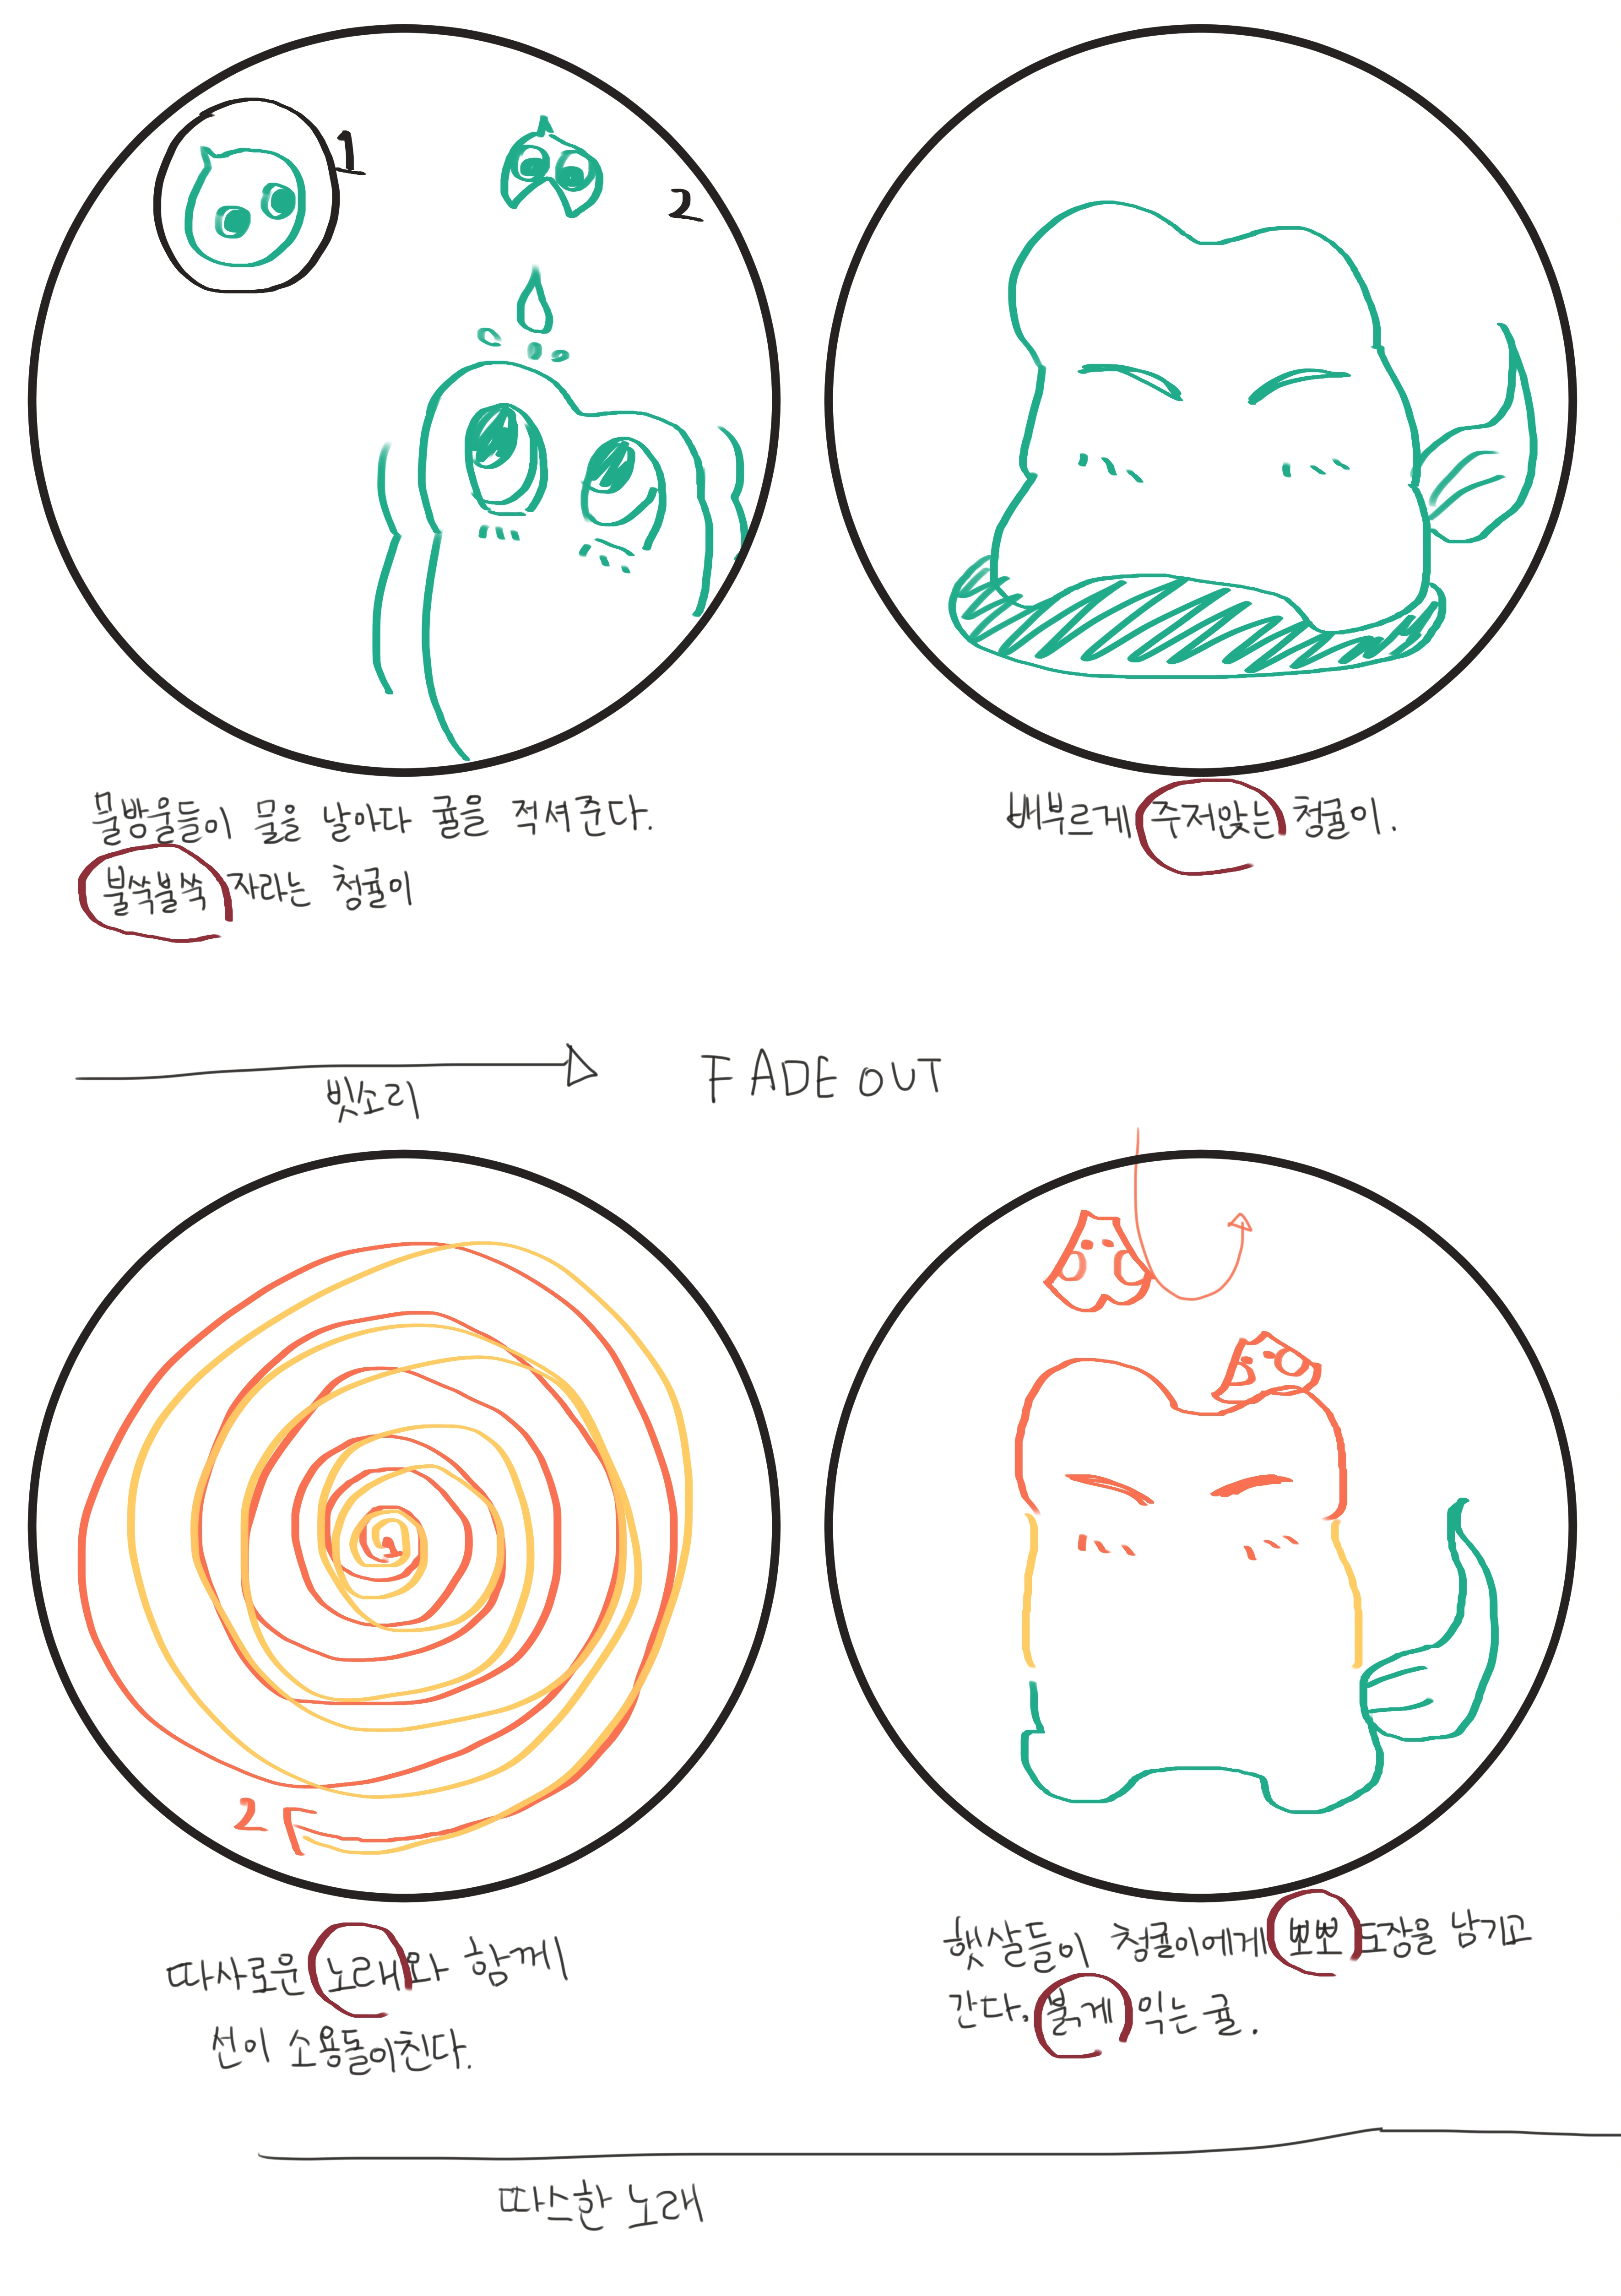 1
2
물방울들이 물을 날아다 귤을 적셔준다.
불쑥불쑥 자라는 청귤이
배부르게 주저앉는 청귤이.
빗소리
FADE OUT
2
따사로운 노래와 함께
선이 소용돌이친다.
햇살들이 청귤이에게 뽀뽀 도장을 남기고
간다. 붉게 익는 귤.
따스한 노래